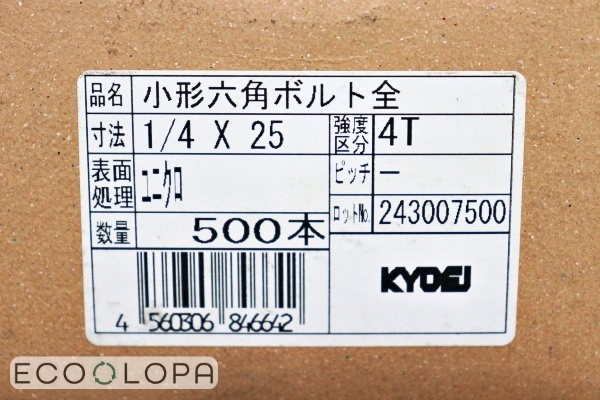 品名 小形六角ボルト全
寸法 1/4 X 25 強度区分 4T
表面処理 ユニクロ ピッチ ー
ロットNo. 243007500
数量 500本
KYOEI
4 560306 846642
ECOOLOPA